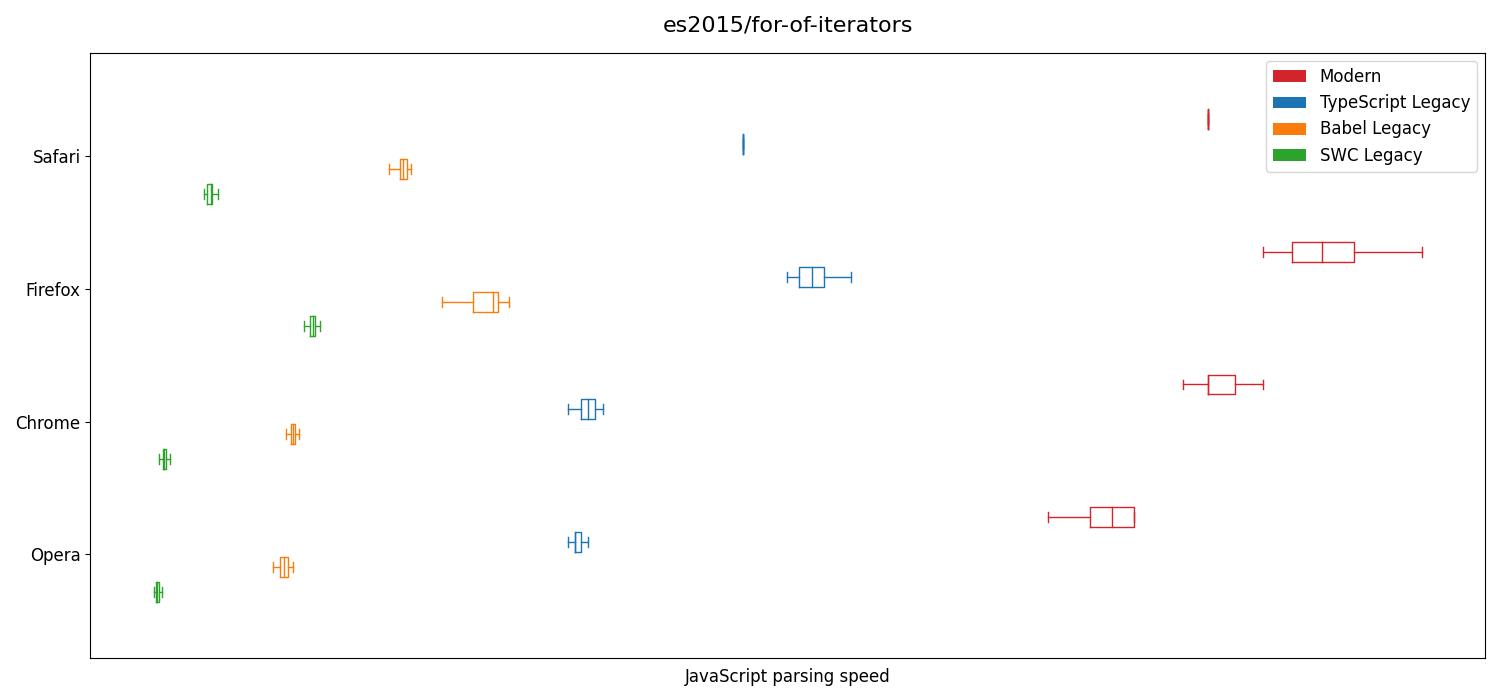 es2015/for-of-iterators
Modern
TypeScript Legacy
Babel Legacy
SWC Legacy
Safari
Firefox
Chrome
Opera
JavaScript parsing speed